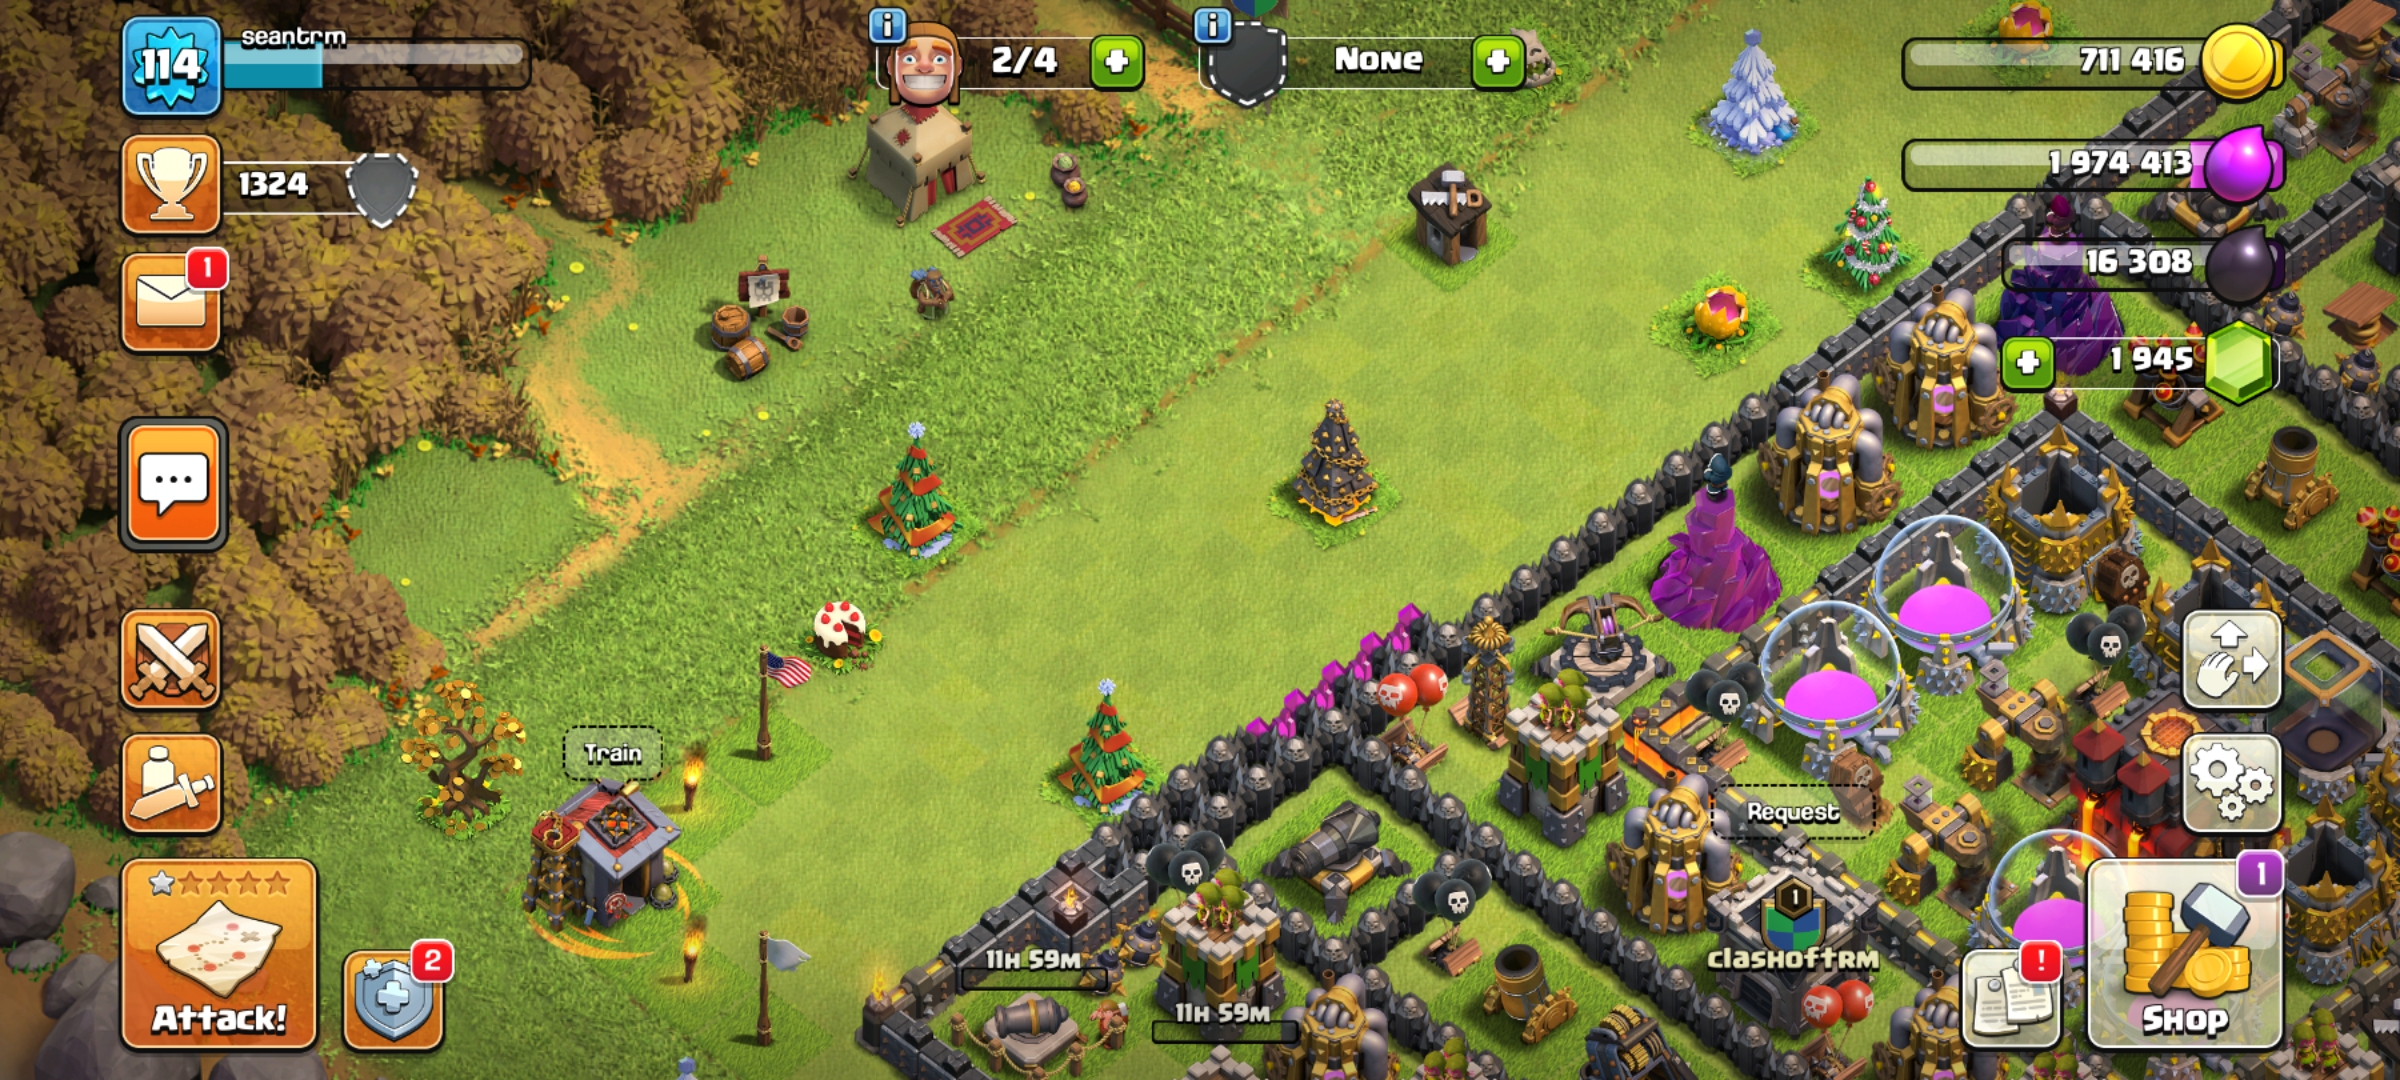 114
seantrm
2/4
None
711 416
1324
1 974 413
1
16 308
1 945
Train
Request
1
clashoftRM
11H 59M
11H 59M
2
Attack!
!
1
Shop